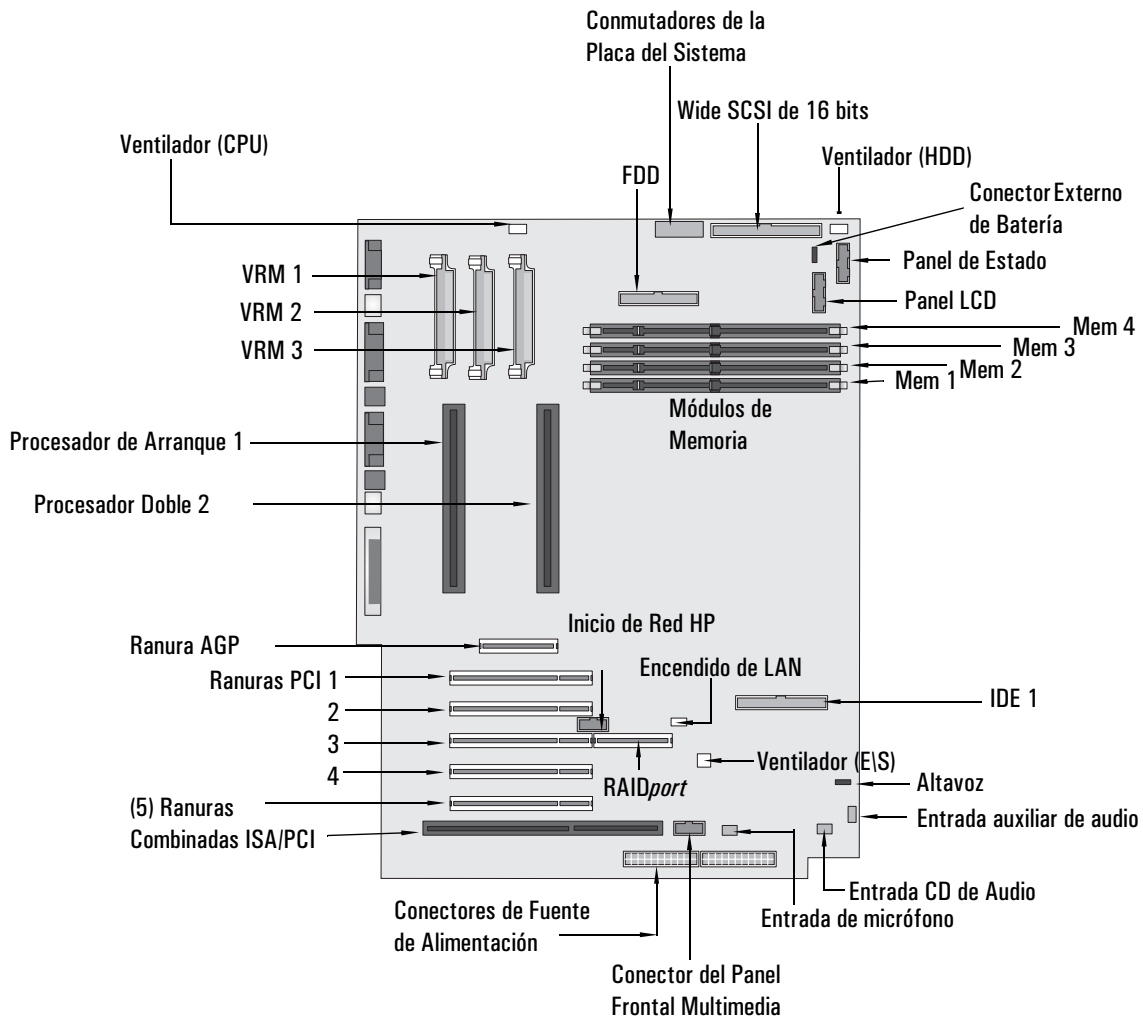 Conmutadores de la
Placa del Sistema
Wide SCSI de 16 bits
Ventilador (CPU)
Ventilador (HDD)
FDD
Conector Externo
de Batería
VRM 1
Panel de Estado
VRM 2
Panel LCD
VRM 3
Mem 4
Mem 3
Mem 2
Mem 1
Módulos de
Memoria
Procesador de Arranque 1
Procesador Doble 2
Inicio de Red HP
Ranura AGP
Encendido de LAN
Ranuras PCI 1
IDE 1
2
3
Ventilador (E\S)
4
RAIDport
Altavoz
(5) Ranuras
Combinadas ISA/PCI
Entrada auxiliar de audio
Entrada CD de Audio
Entrada de micrófono
Conectores de Fuente
de Alimentación
Conector del Panel
Frontal Multimedia